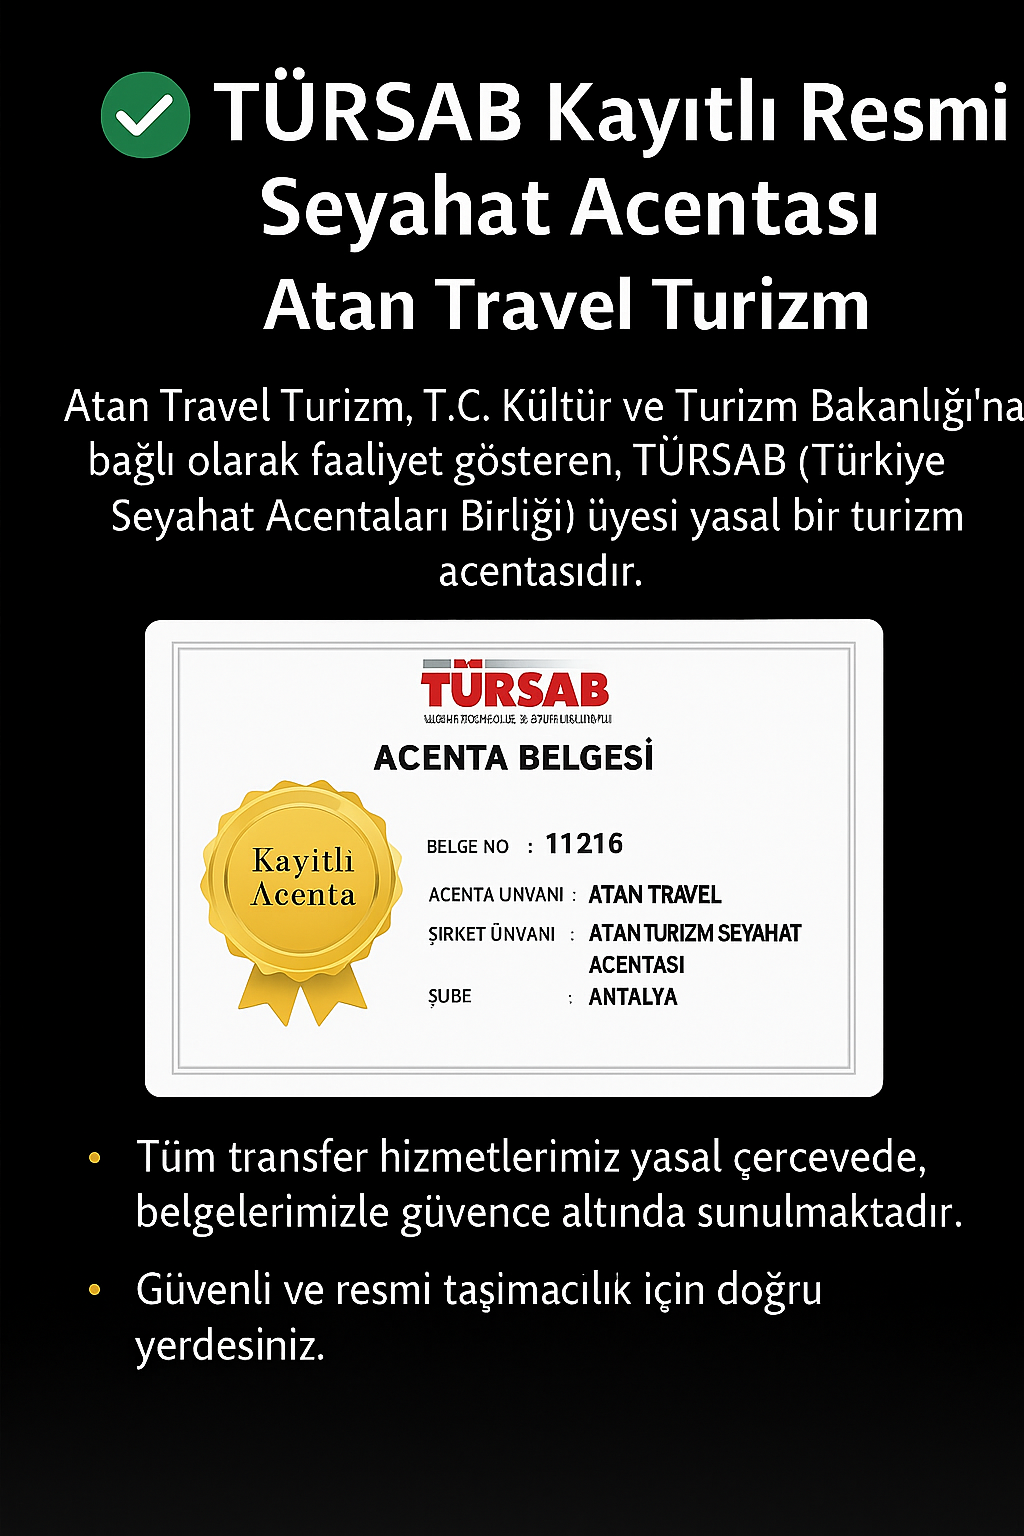 TÜRSAB Kayıtlı Resmi
Seyahat Acentası
Atan Travel Turizm
Atan Travel Turizm, T.C. Kültür ve Turizm Bakanlığı'na
bağlı olarak faaliyet gösteren, TÜRSAB (Türkiye
Seyahat Acentaları Birliği) üyesi yasal bir turizm
acentasıdır.
TÜRSAB
ACENTA BELGESİ
Kayitli
Acenta
BELGE NO : 11216
ACENTA UNVANI : ATAN TRAVEL
ŞIRKET ÜNVANI : ATAN TURIZM SEYAHAT
ACENTASI
ŞUBE : ANTALYA
• Tüm transfer hizmetlerimiz yasal çercevede,
belgelerimizle güvence altında sunulmaktadır.
• Güvenli ve resmi taşimacılık için doğru
yerdesiniz.